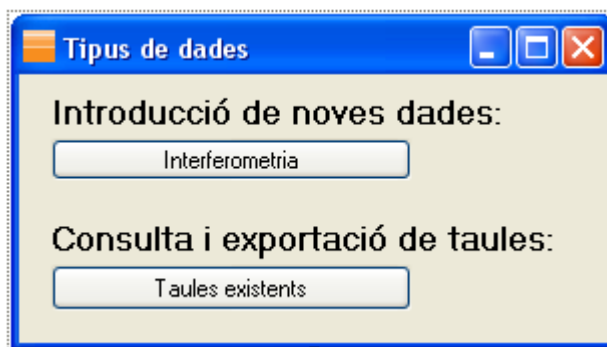 Tipus de dades
Introducció de noves dades:
Interferometria
Consulta i exportació de taules:
Taules existents